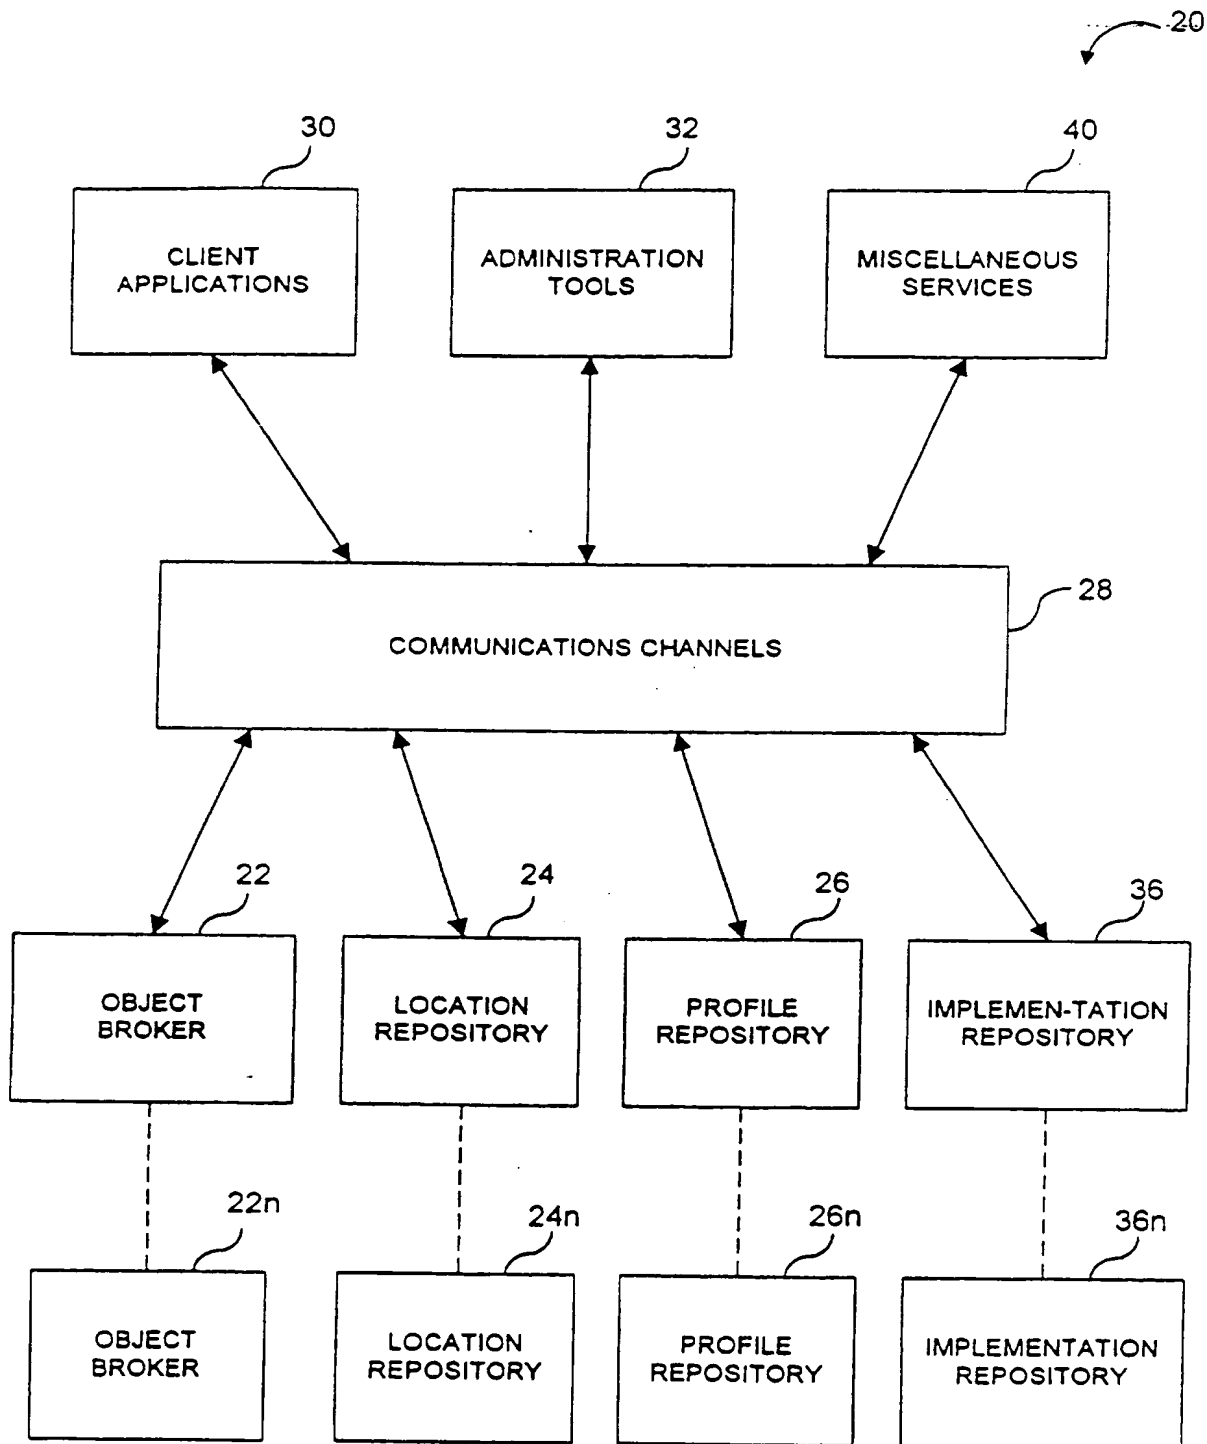 20
30
32
40
CLIENT
APPLICATIONS
ADMINISTRATION
TOOLS
MISCELLANEOUS
SERVICES
28
COMMUNICATIONS CHANNELS
22
24
26
36
OBJECT
BROKER
LOCATION
REPOSITORY
PROFILE
REPOSITORY
IMPLEMEN-TATION
REPOSITORY
22n
24n
26n
36n
OBJECT
BROKER
LOCATION
REPOSITORY
PROFILE
REPOSITORY
IMPLEMENTATION
REPOSITORY